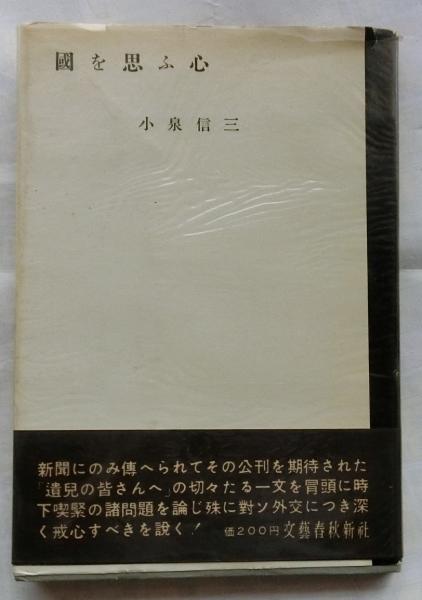 國を思ふ心
小泉信三
新聞にのみ傳へられてその公刊を期待された
「遺兒の皆さんへ」の切々たる一文を冒頭に時
下喫緊の諸問題を論じ殊に對ソ外交につき深
く戒心すべきを說く! 価200円 文藝春秋新社